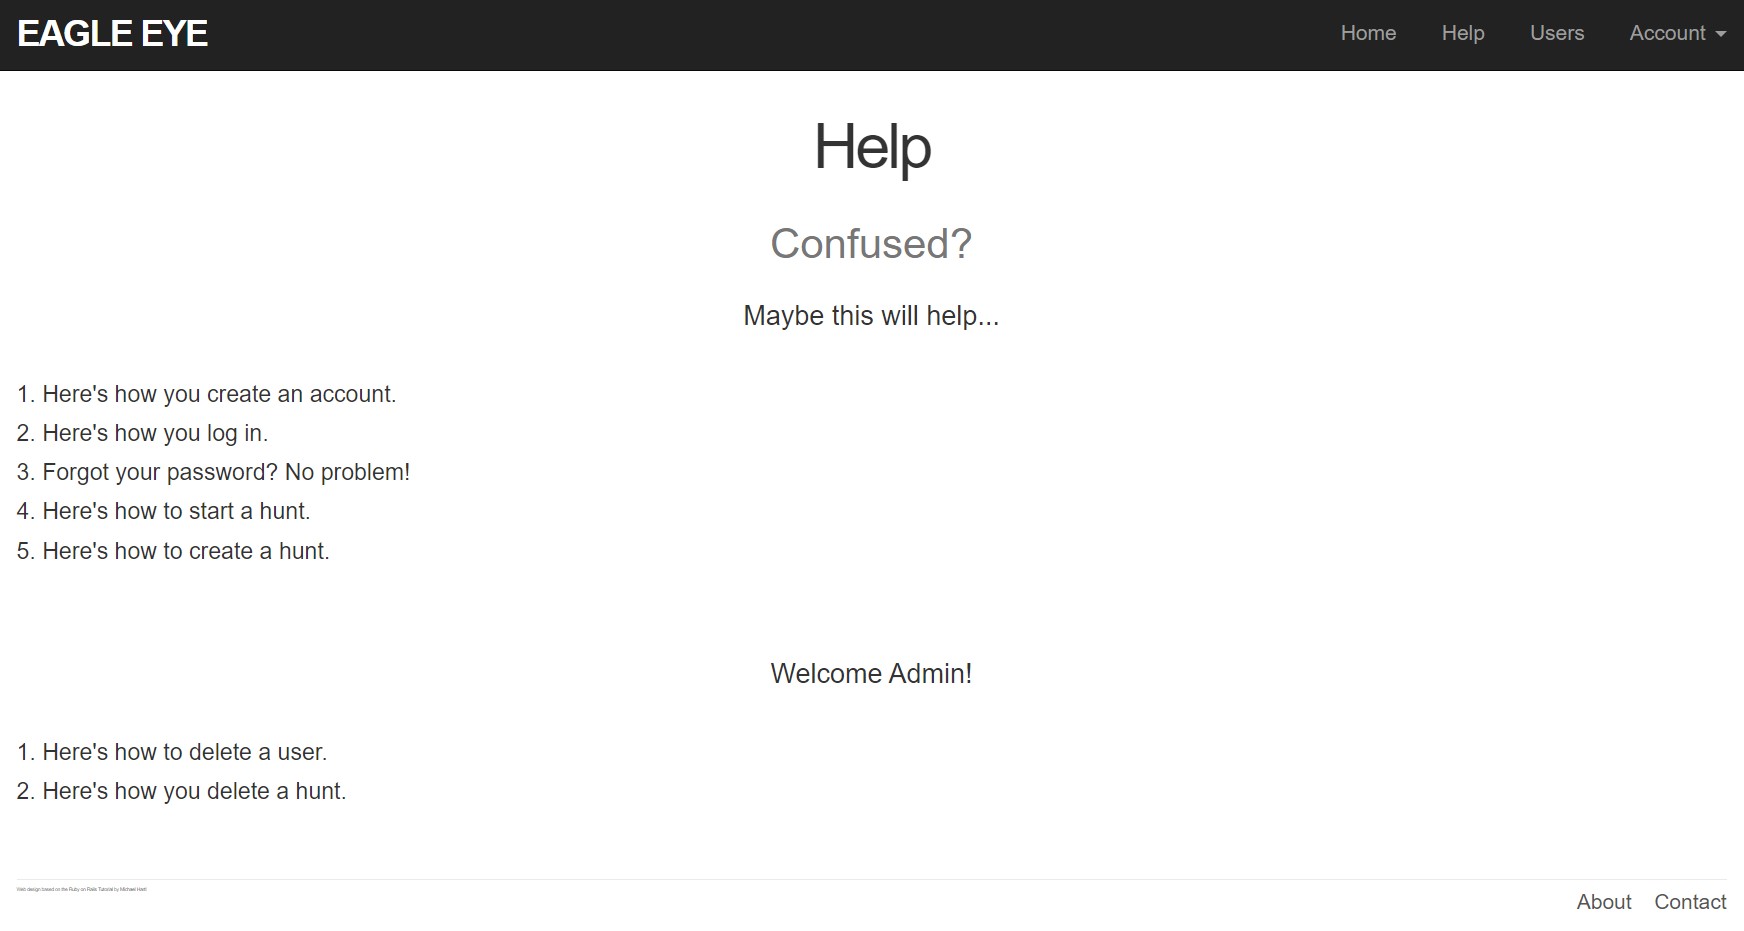 EAGLE EYE
Home Help Users Account
Help
Confused?
Maybe this will help...
1. Here's how you create an account.
2. Here's how you log in.
3. Forgot your password? No problem!
4. Here's how to start a hunt.
5. Here's how to create a hunt.
Welcome Admin!
1. Here's how to delete a user.
2. Here's how you delete a hunt.
Web design based on the Ruby on Rails Tutorial by Michael Hartl
About Contact